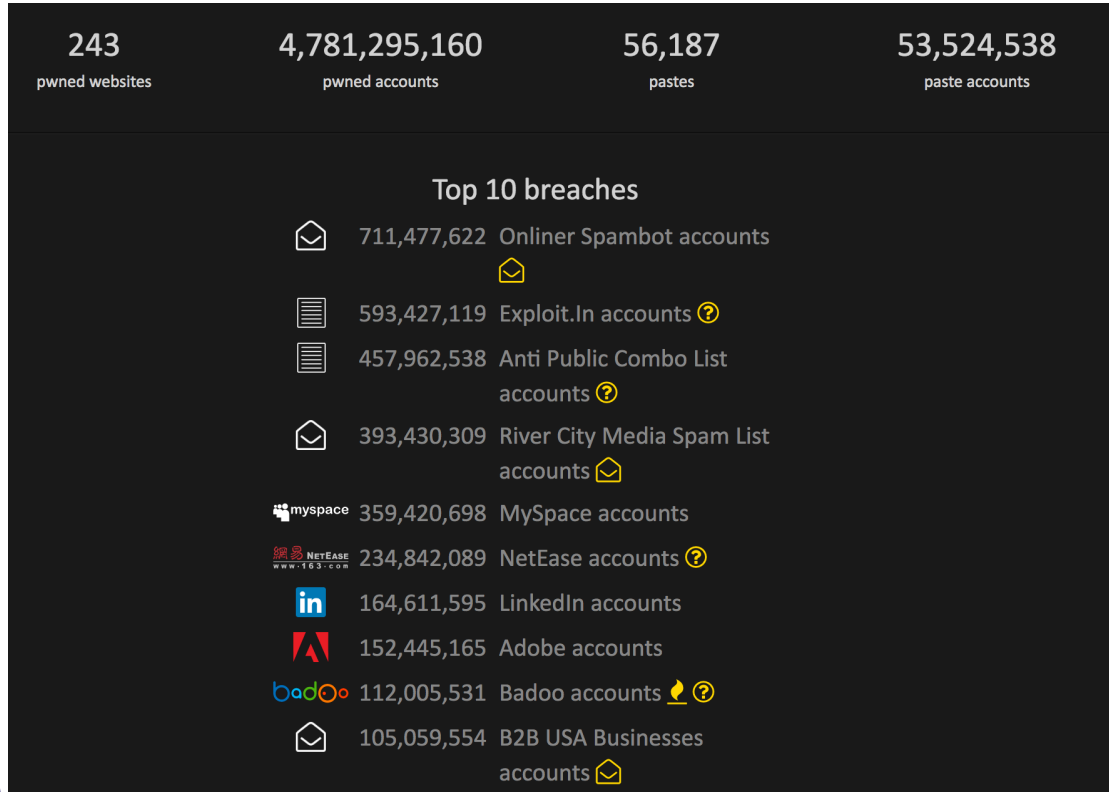 243
4,781,295,160
56,187
53,524,538
pwned websites
pwned accounts
pastes
paste accounts
Top 10 breaches
711,477,622 Onliner Spambot accounts
593,427,119 Exploit.In accounts ?
457,962,538 Anti Public Combo List
accounts ?
393,430,309 River City Media Spam List
accounts
myspace 359,420,698 MySpace accounts
網易 NETEASE
www.163.com
234,842,089 NetEase accounts ?
in 164,611,595 LinkedIn accounts
152,445,165 Adobe accounts
badoo 112,005,531 Badoo accounts ?
105,059,554 B2B USA Businesses
accounts